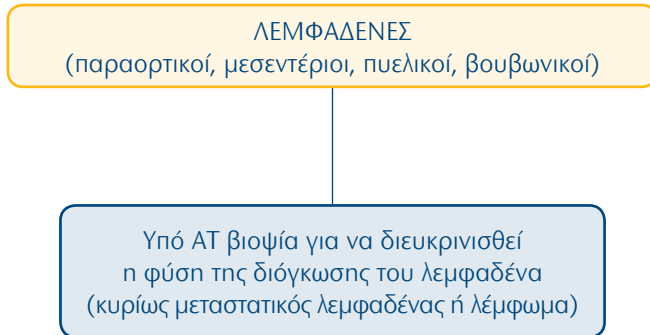 ΛΕΜΦΑΔΕΝΕΣ
(παραορτικοί, μεσεντέριοι, πυελικοί, βουβωνικοί)
Υπό ΑΤ βιοψία για να διευκρινισθεί
η φύση της διόγκωσης του λεμφαδένα
(κυρίως μεταστατικός λεμφαδένας ή λέμφωμα)